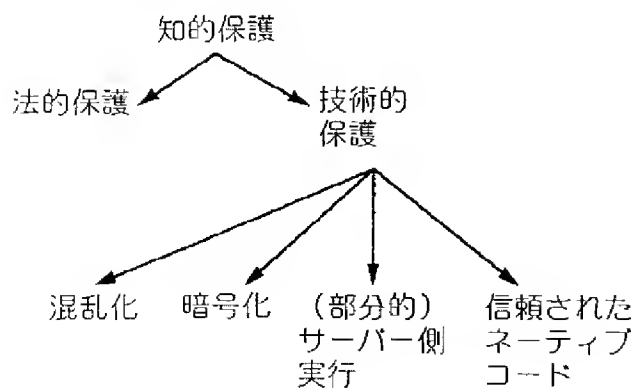 知的保護
法的保護
技術的
保護
混乱化
暗号化
(部分的)
サーバー側
実行
信頼された
ネーティブ
コード